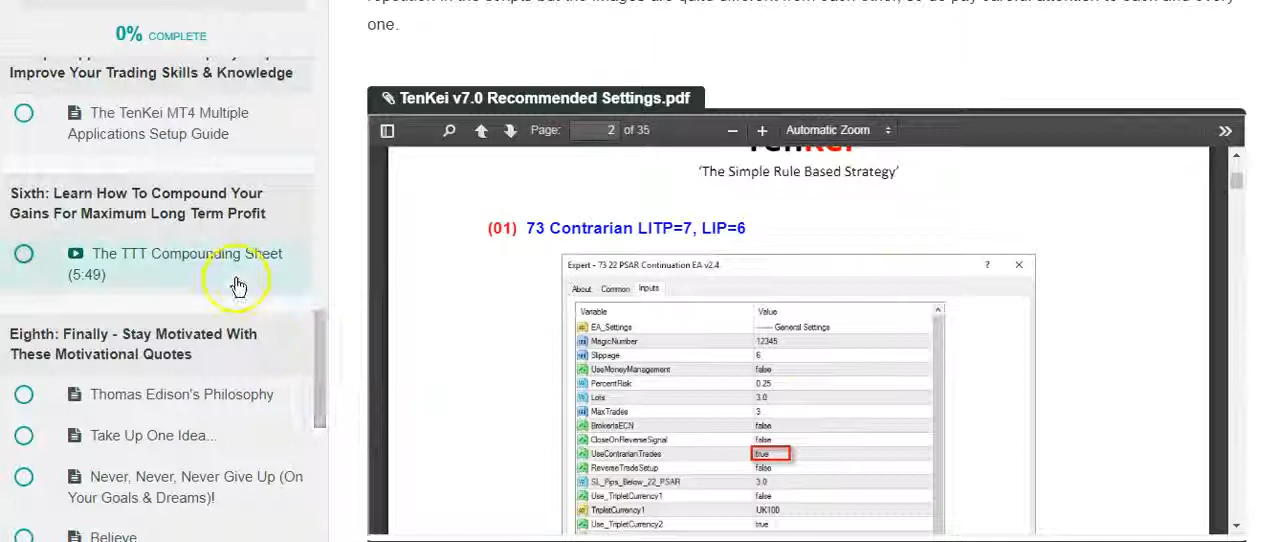 0% COMPLETE
Improve Your Trading Skills & Knowledge
The TenKei MT4 Multiple
Applications Setup Guide
Sixth: Learn How To Compound Your
Gains For Maximum Long Term Profit
The TTT Compounding Sheet
(5:49)
Eighth: Finally - Stay Motivated With
These Motivational Quotes
Thomas Edison's Philosophy
Take Up One Idea...
Never, Never, Never Give Up (On
Your Goals & Dreams)!
Believe
one.
TenKei v7.0 Recommended Settings.pdf
Page: 2 of 35
Automatic Zoom
TenKei
'The Simple Rule Based Strategy'
(01) 73 Contrarian LITP=7, LIP=6
Expert - 73 22 PSAR Continuation EA v2.4
? ×
About Common Inputs
Variable Value
EA_Settings ------ General Settings
MagicNumber 12345
Slippage 6
UseMoneyManagement false
PercentRisk 0.25
Lots 3.0
MaxTrades 3
BrokerIsECN false
CloseOnReverseSignal false
UseContrarianTrades true
ReverseTradeSetup false
SL_Pips_Below_22_PSAR 3.0
Use_TripletCurrency1 false
TripletCurrency1 UK100
Use_TripletCurrency2 true